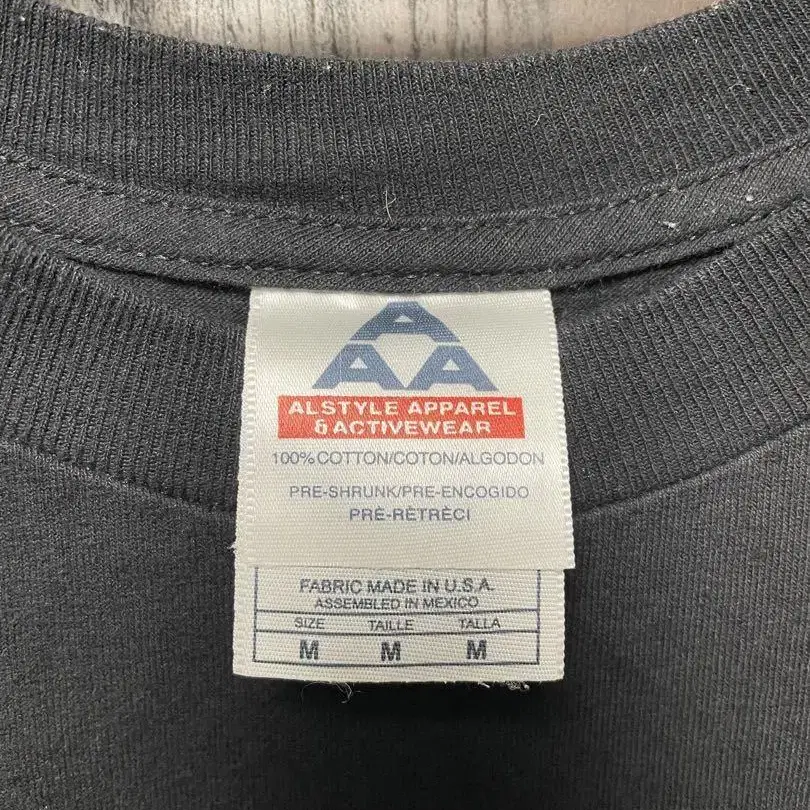 AAA
ALSTYLE APPAREL
& ACTIVEWEAR
100% COTTON/COTON/ALGODON
PRE-SHRUNK/PRE-ENCOGIDO
PRÉ-RÉTRÉCI
FABRIC MADE IN U.S.A.
ASSEMBLED IN MEXICO
SIZE TAILLE TALLA
M M M